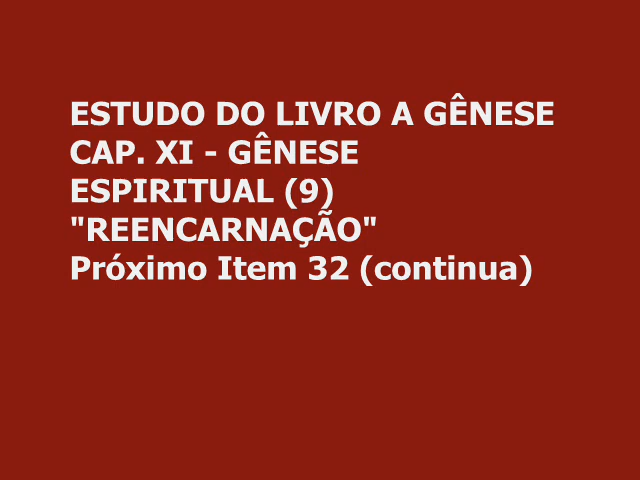 ESTUDO DO LIVRO A GÊNESE
CAP. XI - GÊNESE
ESPIRITUAL (9)
"REENCARNAÇÃO"
Próximo Item 32 (continua)